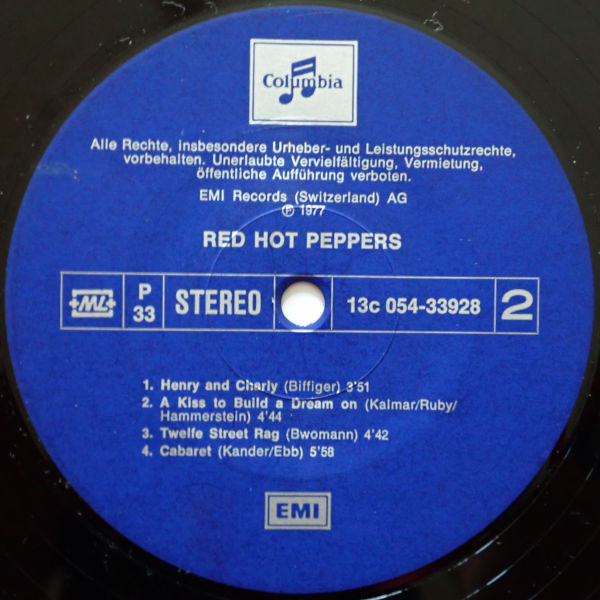 Columbia
Alle Rechte, insbesondere Urheber- und Leistungsschutzrechte,
vorbehalten. Unerlaubte Vervielfältigung, Vermietung,
öffentliche Aufführung verboten.
EMI Records (Switzerland) AG
℗ 1977
RED HOT PEPPERS
ML
P
33
STEREO
13c 054-33928
2
1. Henry and Charly (Biffiger) 3'51
2. A Kiss to Build a Dream on (Kalmar/Ruby/
Hammerstein) 4'44
3. Twelfe Street Rag (Bwomann) 4'42
4. Cabaret (Kander/Ebb) 5'58
EMI